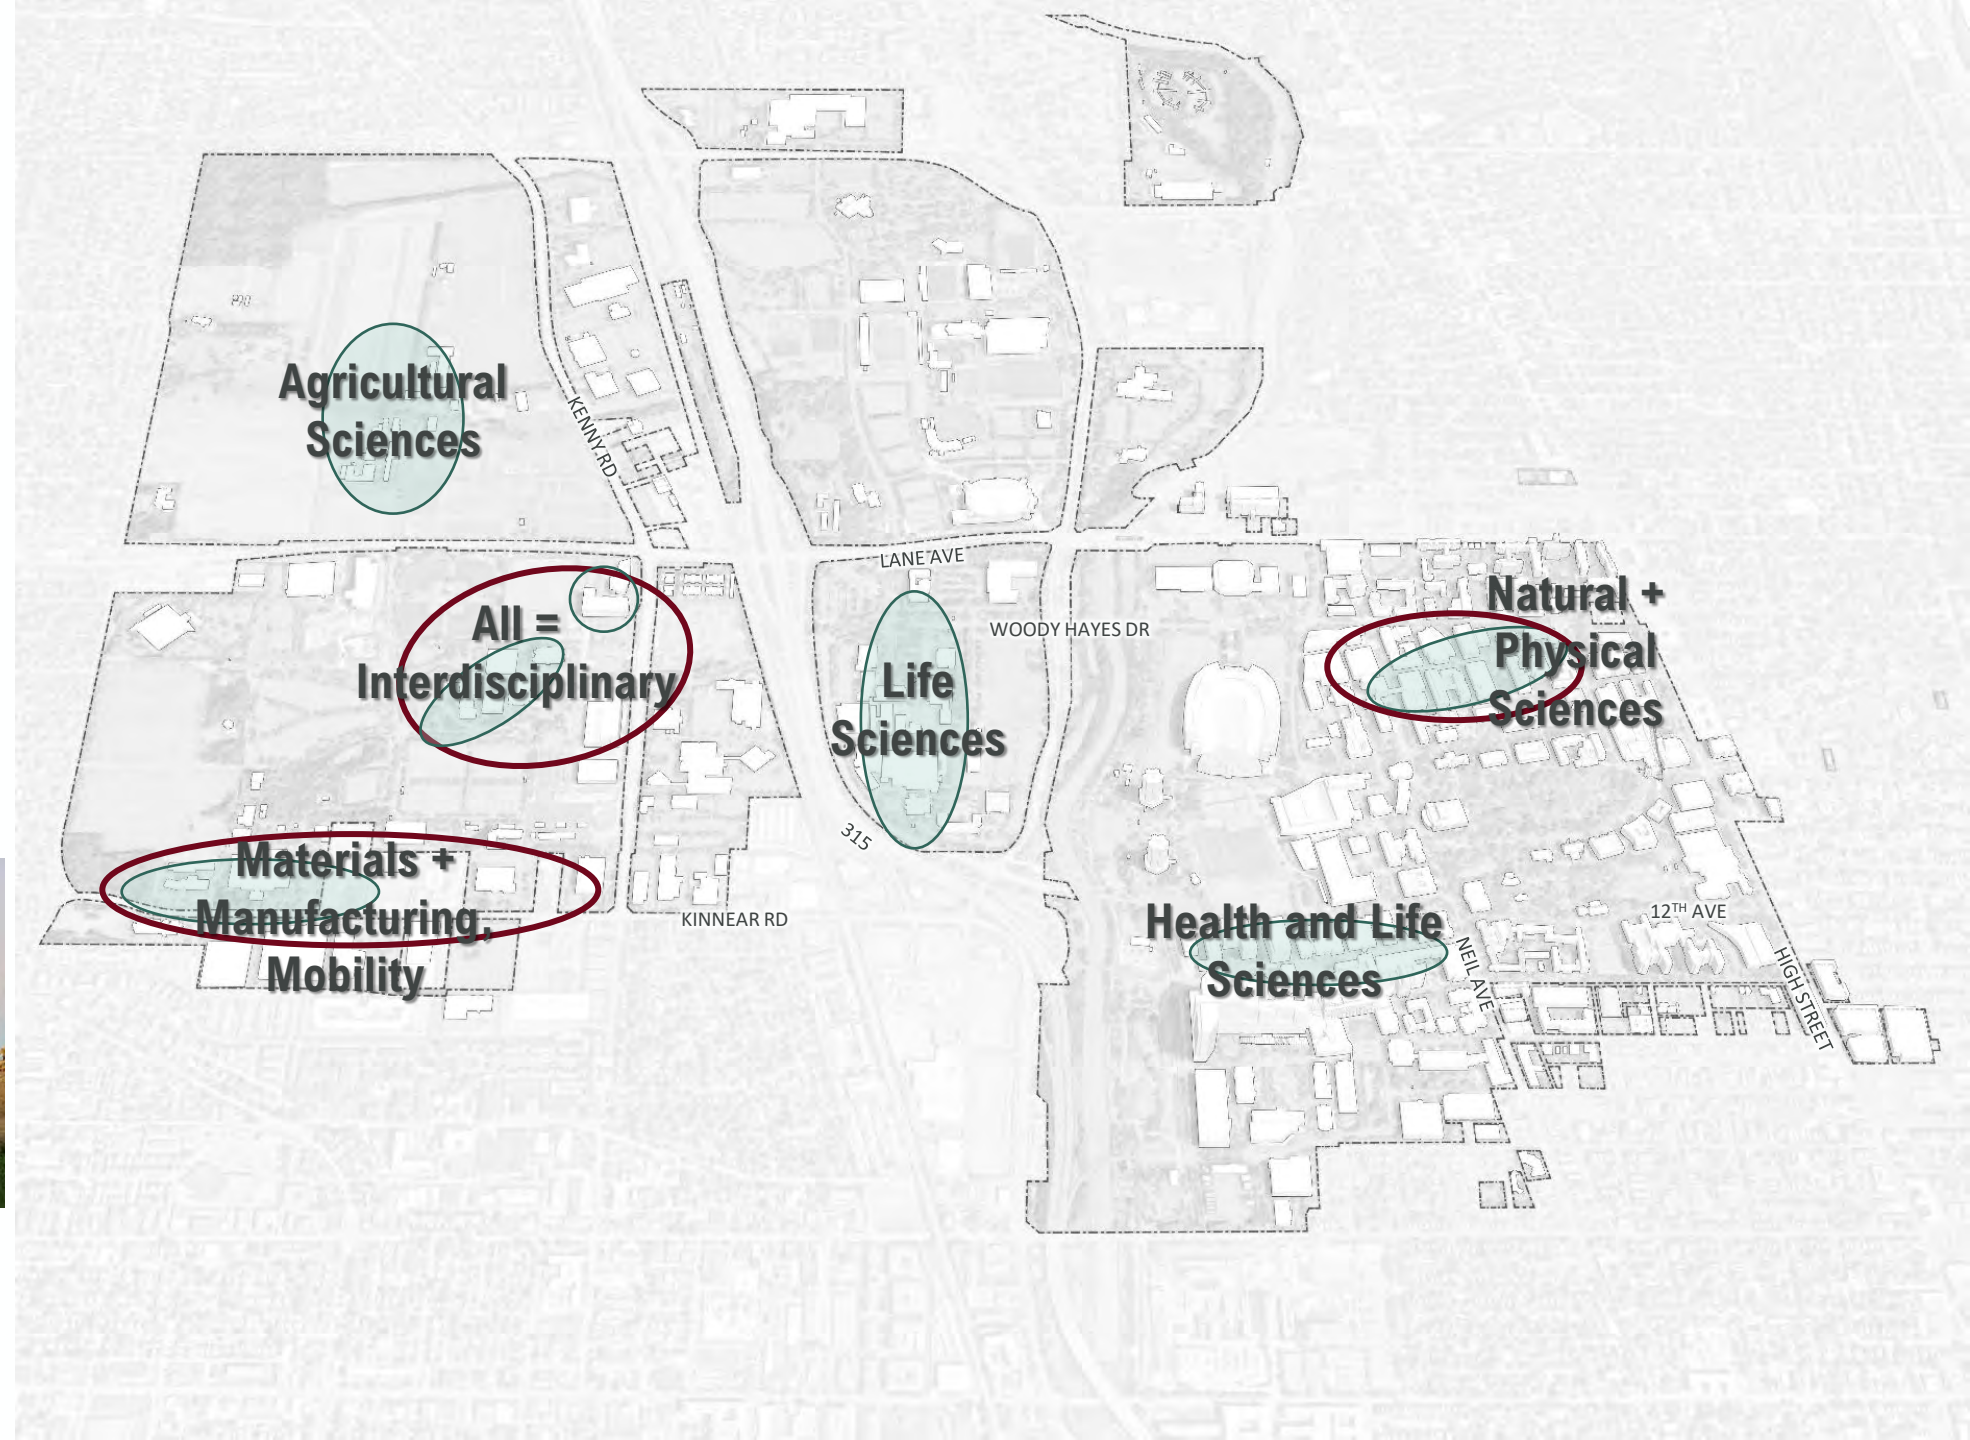 Agricultural
Sciences
KENNY RD
LANE AVE
All =
Interdisciplinary
WOODY HAYES DR
Life
Sciences
Natural +
Physical
Sciences
315
Materials +
Manufacturing,
Mobility
KINNEAR RD
Health and Life
Sciences
NEIL AVE
12TH AVE
HIGH STREET